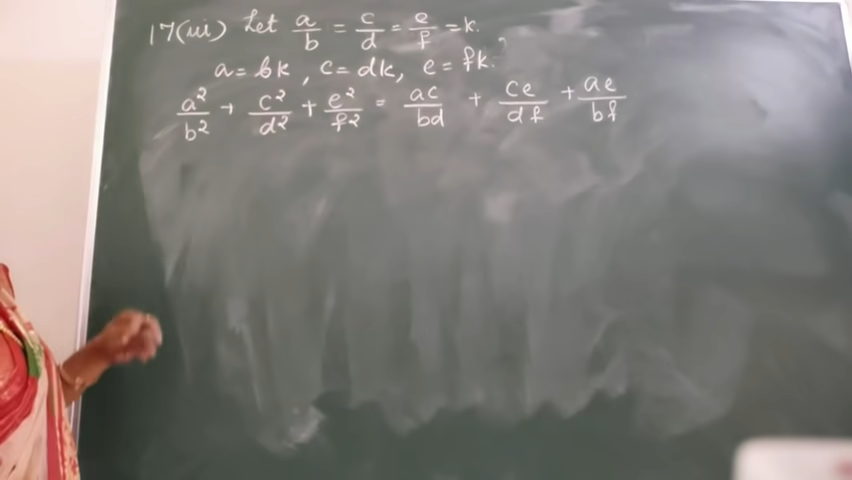 17(iii) Let a/b = c/d = e/f = k.
a = bk, c = dk, e = fk.
a²/b² + c²/d² + e²/f² = ac/bd + ce/df + ae/bf